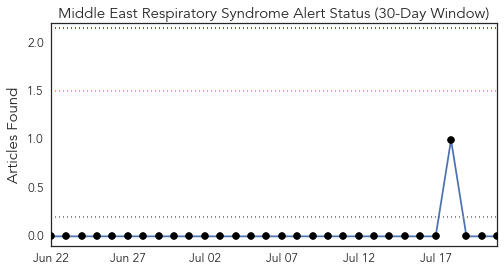 Middle East Respiratory Syndrome Alert Status (30-Day Window)
Articles Found
2.0
1.5
1.0
0.5
0.0
Jun 22 Jun 27 Jul 02 Jul 07 Jul 12 Jul 17